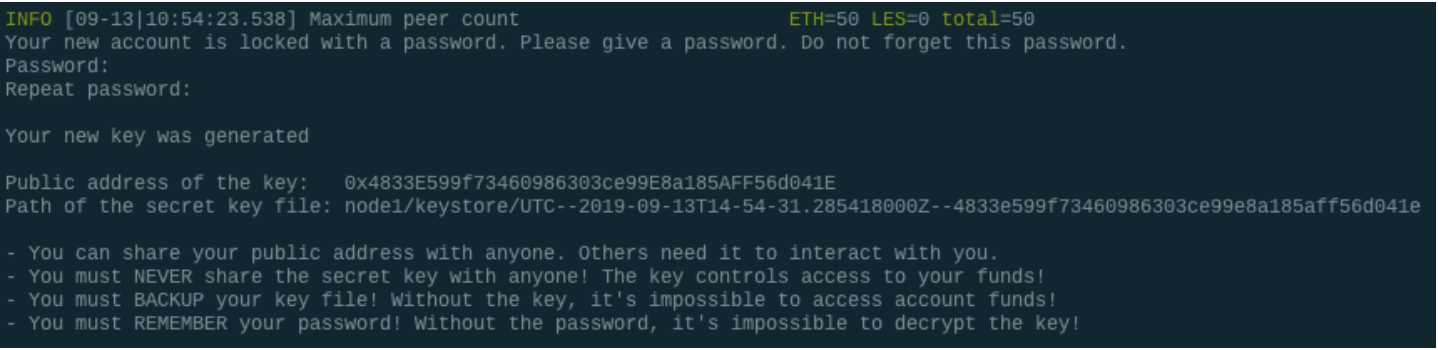 INFO [09-13|10:54:23.538] Maximum peer count ETH=50 LES=0 total=50
Your new account is locked with a password. Please give a password. Do not forget this password.
Password:
Repeat password:
Your new key was generated
Public address of the key: 0x4833E599f73460986303ce99E8a185AFF56d041E
Path of the secret key file: node1/keystore/UTC--2019-09-13T14-54-31.285418000Z--4833e599f73460986303ce99e8a185aff56d041e
- You can share your public address with anyone. Others need it to interact with you.
- You must NEVER share the secret key with anyone! The key controls access to your funds!
- You must BACKUP your key file! Without the key, it's impossible to access account funds!
- You must REMEMBER your password! Without the password, it's impossible to decrypt the key!